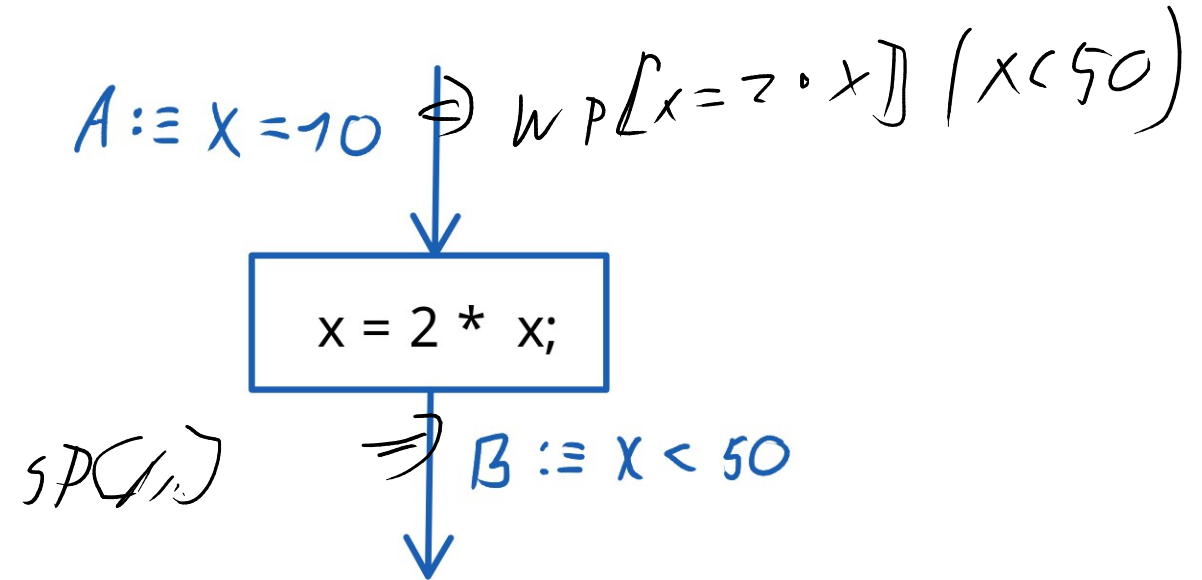 A :≡ x = 10 ⇒ WP⟦x = 2 · x⟧ (x < 50)
x = 2 * x;
SP(...) ⇒ B :≡ x < 50